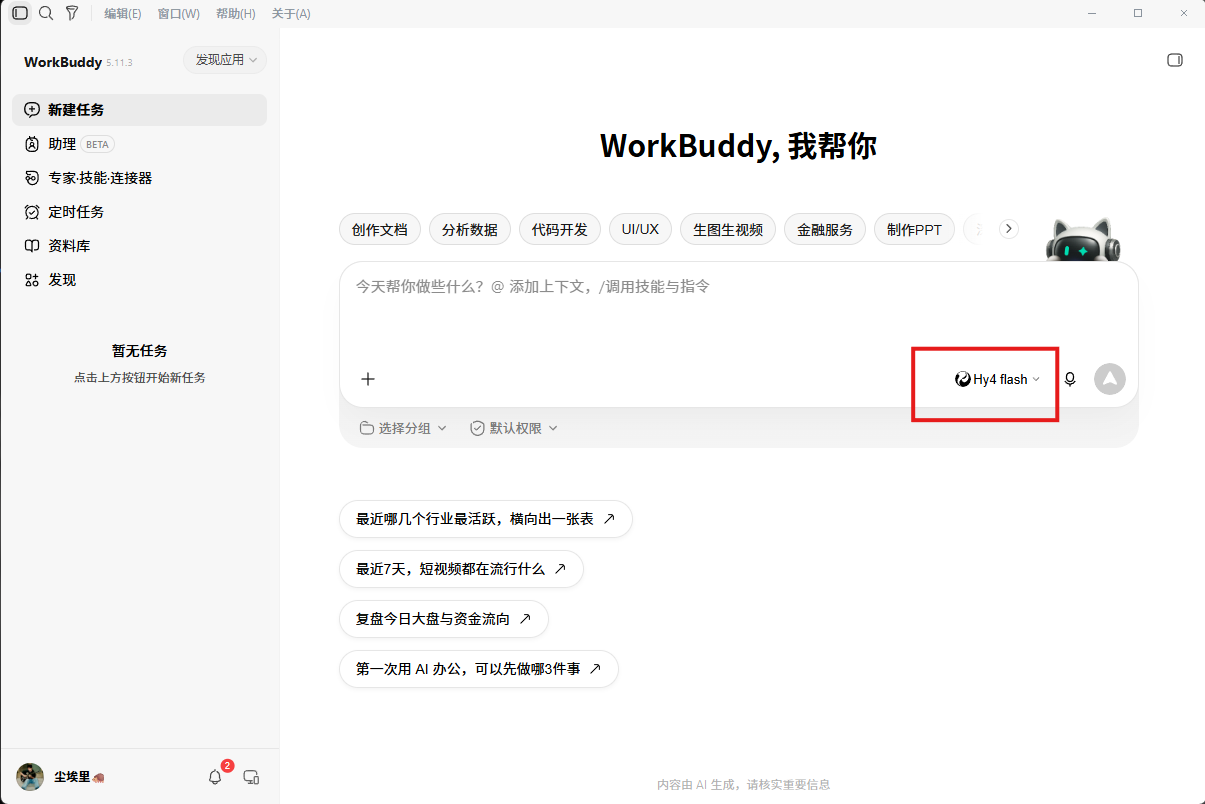 编辑(E) 窗口(W) 帮助(H) 关于(A)
WorkBuddy 5.11.3 发现应用
新建任务
助理 BETA
专家·技能·连接器
定时任务
资料库
发现
暂无任务
点击上方按钮开始新任务
尘埃里
2
WorkBuddy, 我帮你
创作文档 分析数据 代码开发 UI/UX 生图生视频 金融服务 制作PPT
今天帮你做些什么? @ 添加上下文, /调用技能与指令
Hy4 flash
选择分组 默认权限
最近哪几个行业最活跃，横向出一张表
最近7天，短视频都在流行什么
复盘今日大盘与资金流向
第一次用 AI 办公，可以先做哪3件事
内容由 AI 生成，请核实重要信息